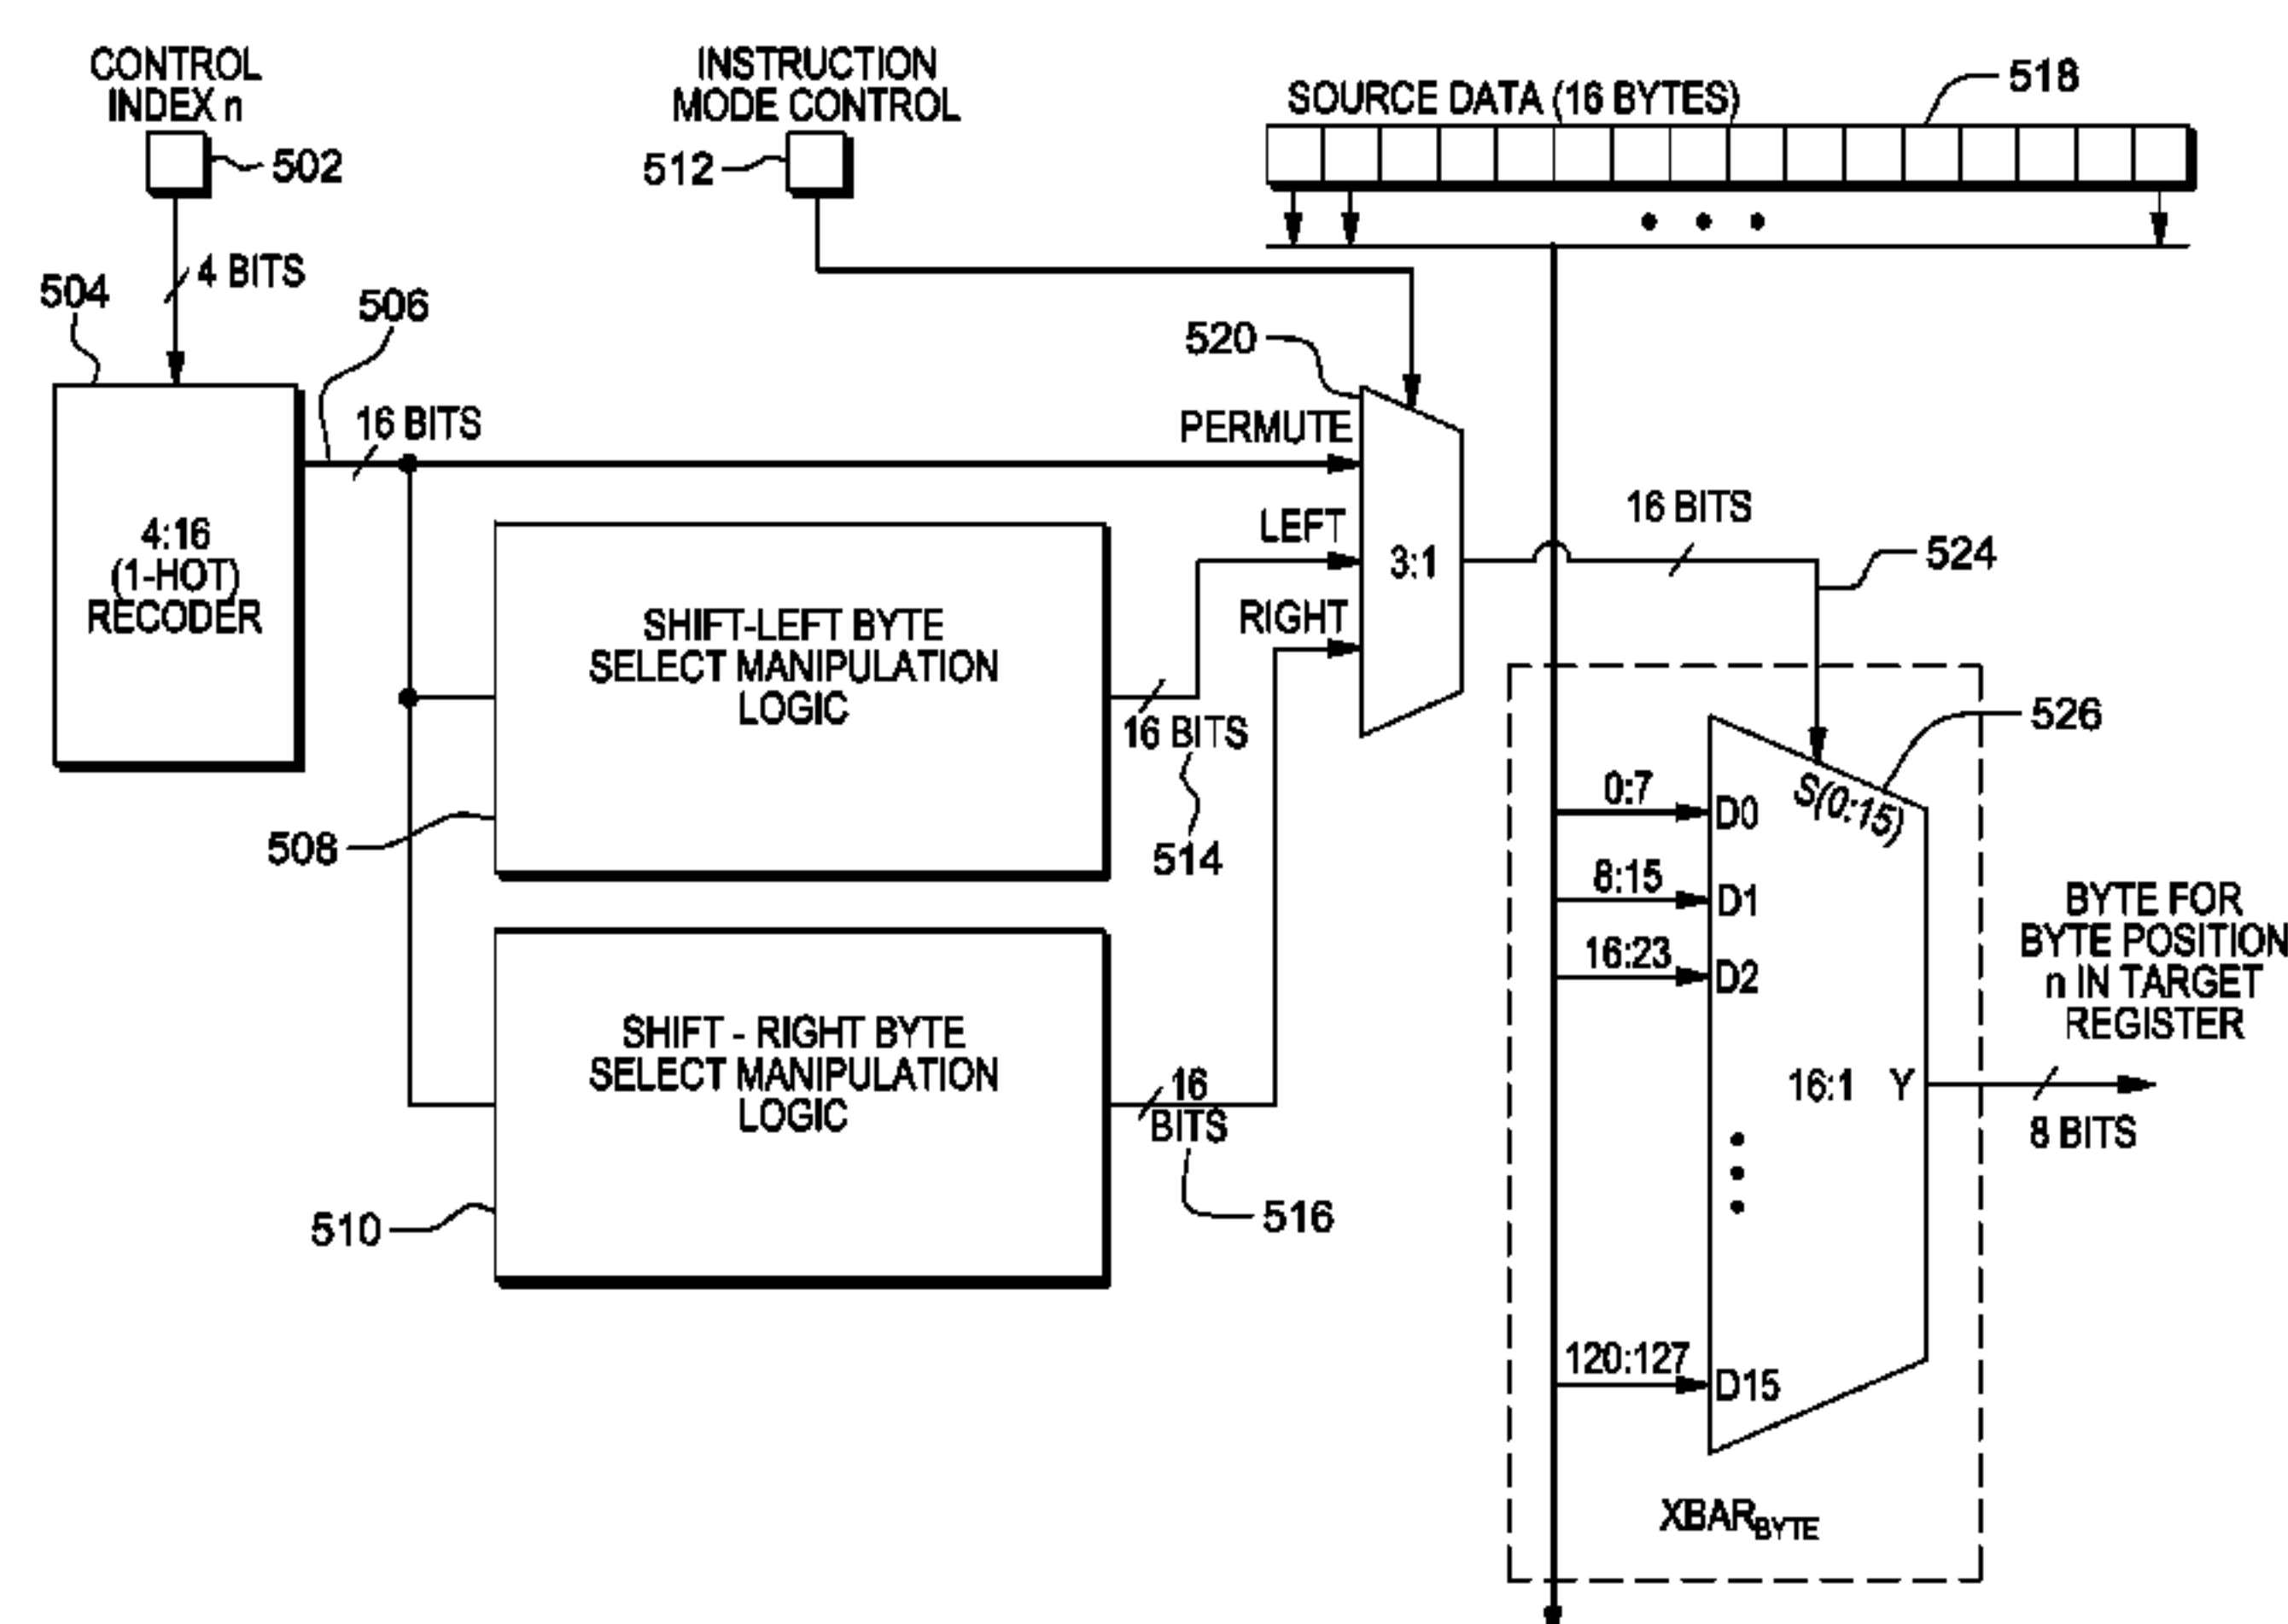 CONTROL
INDEX n
502
INSTRUCTION
MODE CONTROL
512
SOURCE DATA (16 BYTES)
518
4 BITS
504
506
16 BITS
4:16
(1-HOT)
RECODER
520
PERMUTE
LEFT
RIGHT
3:1
16 BITS
524
SHIFT-LEFT BYTE
SELECT MANIPULATION
LOGIC
508
16 BITS
514
SHIFT - RIGHT BYTE
SELECT MANIPULATION
LOGIC
510
16
BITS
516
526
S(0:15)
0:7
D0
8:15
D1
16:23
D2
16:1 Y
120:127
D15
XBARBYTE
BYTE FOR
BYTE POSITION
n IN TARGET
REGISTER
8 BITS